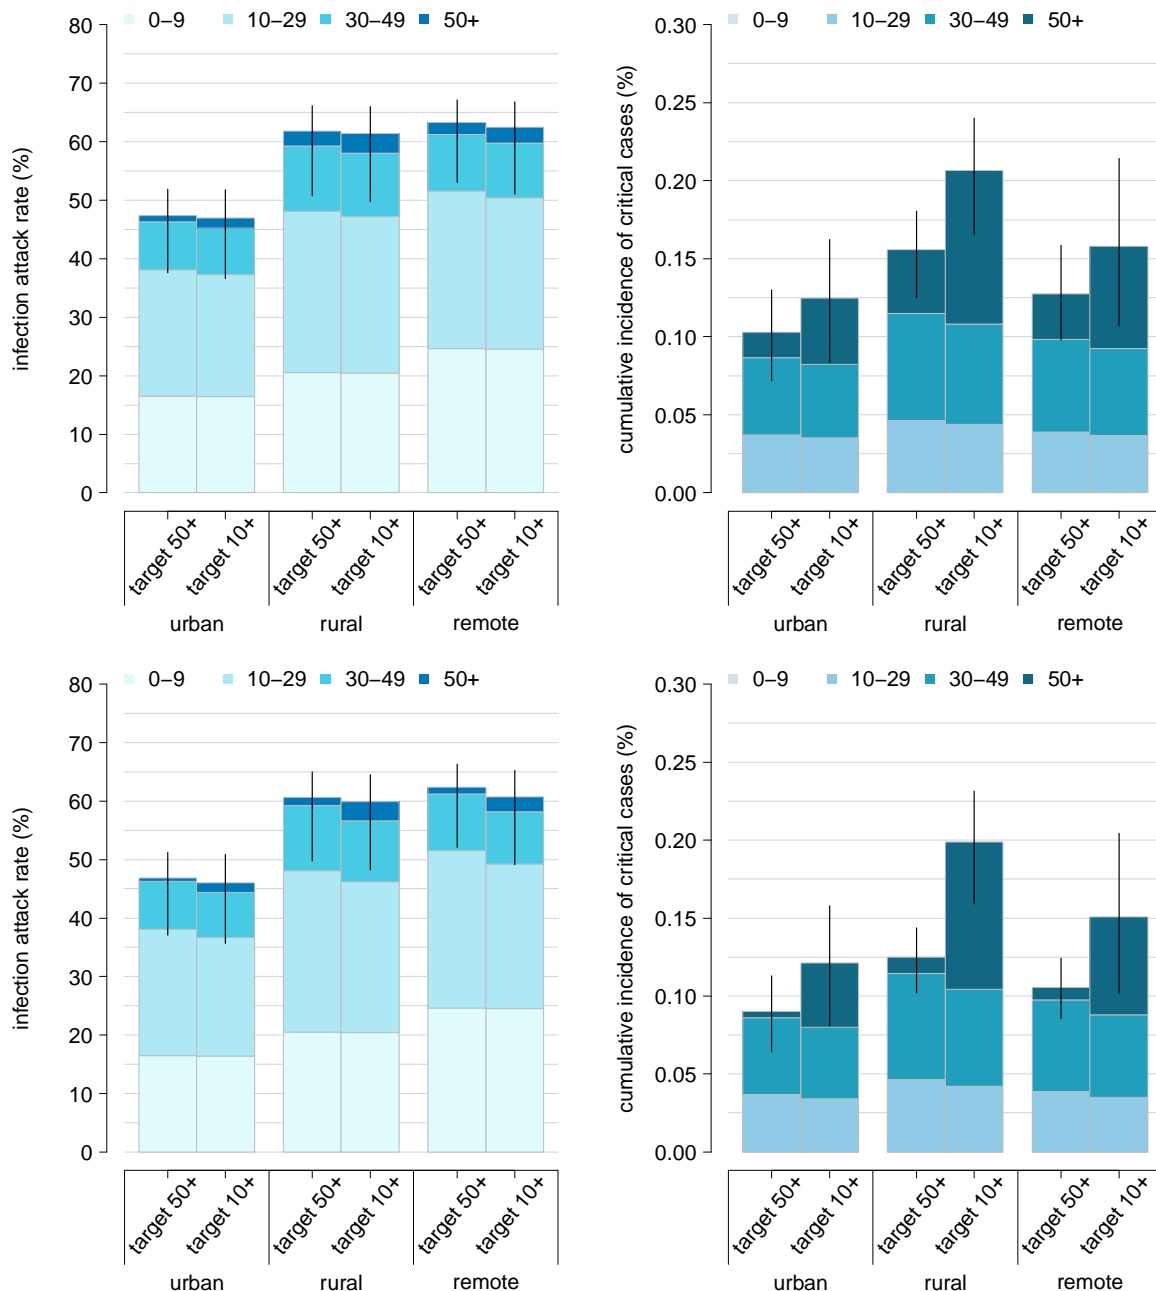 0–9 10–29 30–49 50+
infection attack rate (%)
80
70
60
50
40
30
20
10
0
target 50+ target 10+ target 50+ target 10+ target 50+ target 10+
urban rural remote
0–9 10–29 30–49 50+
cumulative incidence of critical cases (%)
0.30
0.25
0.20
0.15
0.10
0.05
0.00
target 50+ target 10+ target 50+ target 10+ target 50+ target 10+
urban rural remote
0–9 10–29 30–49 50+
infection attack rate (%)
80
70
60
50
40
30
20
10
0
target 50+ target 10+ target 50+ target 10+ target 50+ target 10+
urban rural remote
0–9 10–29 30–49 50+
cumulative incidence of critical cases (%)
0.30
0.25
0.20
0.15
0.10
0.05
0.00
target 50+ target 10+ target 50+ target 10+ target 50+ target 10+
urban rural remote